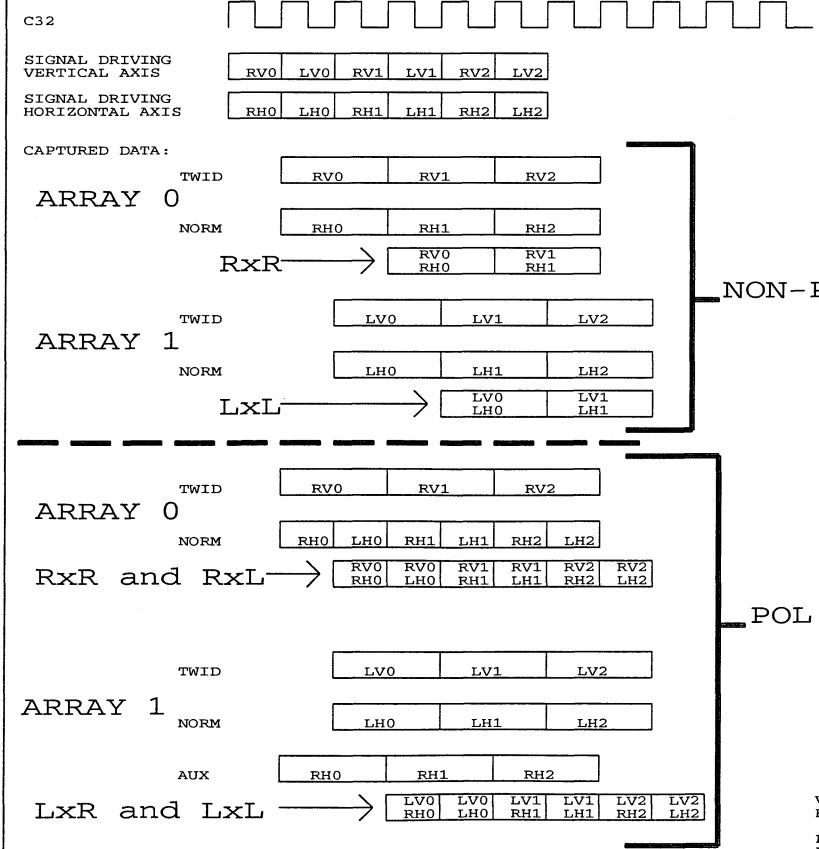 C32
SIGNAL DRIVING
VERTICAL AXIS
RV0 LV0 RV1 LV1 RV2 LV2
SIGNAL DRIVING
HORIZONTAL AXIS
RH0 LH0 RH1 LH1 RH2 LH2
CAPTURED DATA:
ARRAY 0
TWID
RV0 RV1 RV2
NORM
RH0 RH1 RH2
RxR
RV0 RV1
RH0 RH1
NON-
ARRAY 1
TWID
LV0 LV1 LV2
NORM
LH0 LH1 LH2
LxL
LV0 LV1
LH0 LH1
ARRAY 0
TWID
RV0 RV1 RV2
NORM
RH0 LH0 RH1 LH1 RH2 LH2
RxR and RxL
RV0 RV0 RV1 RV1 RV2 RV2
RH0 LH0 RH1 LH1 RH2 LH2
POL
ARRAY 1
TWID
LV0 LV1 LV2
NORM
LH0 LH1 LH2
AUX
RH0 RH1 RH2
LxR and LxL
LV0 LV0 LV1 LV1 LV2 LV2
RH0 LH0 RH1 LH1 RH2 LH2